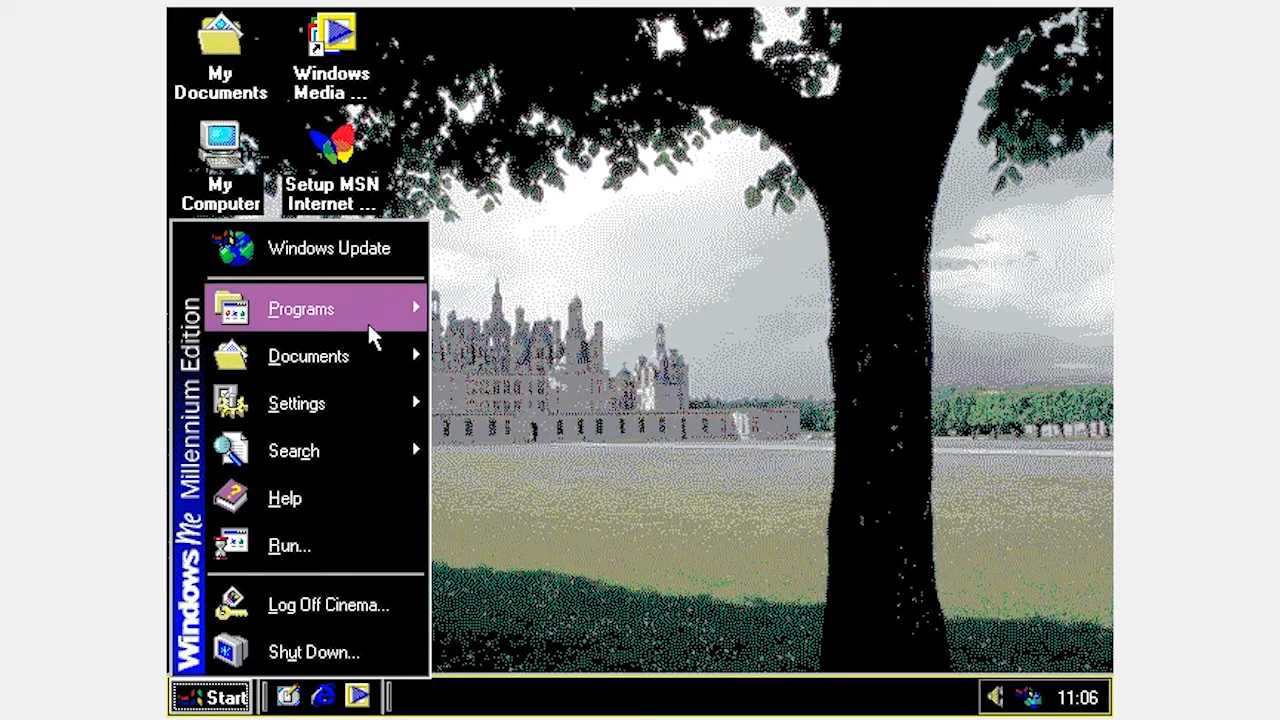 My
Documents
Windows
Media ...
My
Computer
Setup MSN
Internet ...
Windows Update
Programs
Documents
Settings
Search
Help
Run...
Log Off Cinema...
Shut Down...
Windows Me Millennium Edition
Start
11:06